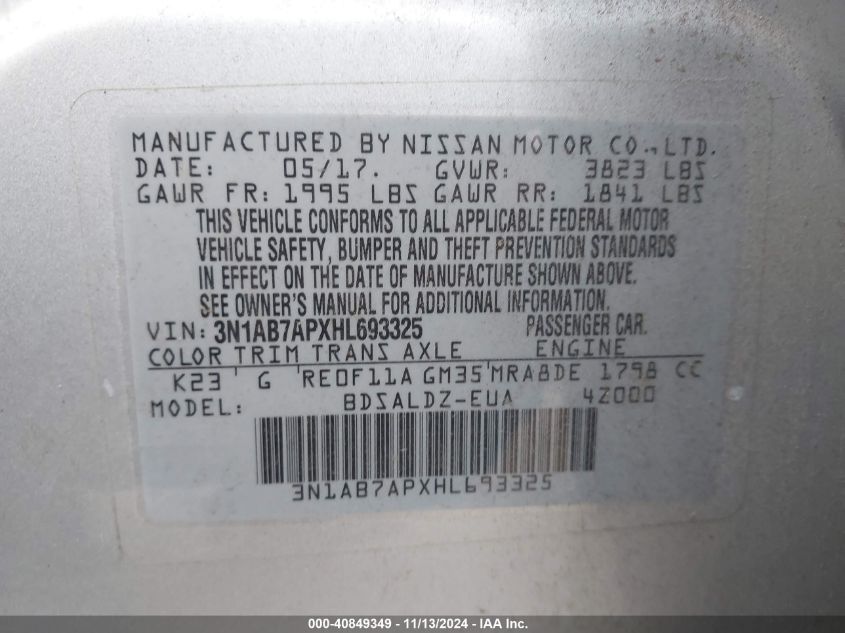 MANUFACTURED BY NISSAN MOTOR CO., LTD.
DATE: 05/17. GVWR: 3823 LBS
GAWR FR: 1995 LBS GAWR RR: 1841 LBS
THIS VEHICLE CONFORMS TO ALL APPLICABLE FEDERAL MOTOR
VEHICLE SAFETY, BUMPER AND THEFT PREVENTION STANDARDS
IN EFFECT ON THE DATE OF MANUFACTURE SHOWN ABOVE.
SEE OWNER'S MANUAL FOR ADDITIONAL INFORMATION.
VIN: 3N1AB7APXHL693325 PASSENGER CAR.
COLOR TRIM TRANS AXLE ENGINE
K23 G RE0F11A GM35 MRA8DE 1798 CC
MODEL: BDSALDZ-EUA 4Z000
3N1AB7APXHL693325
000-40849349 - 11/13/2024 - IAA Inc.